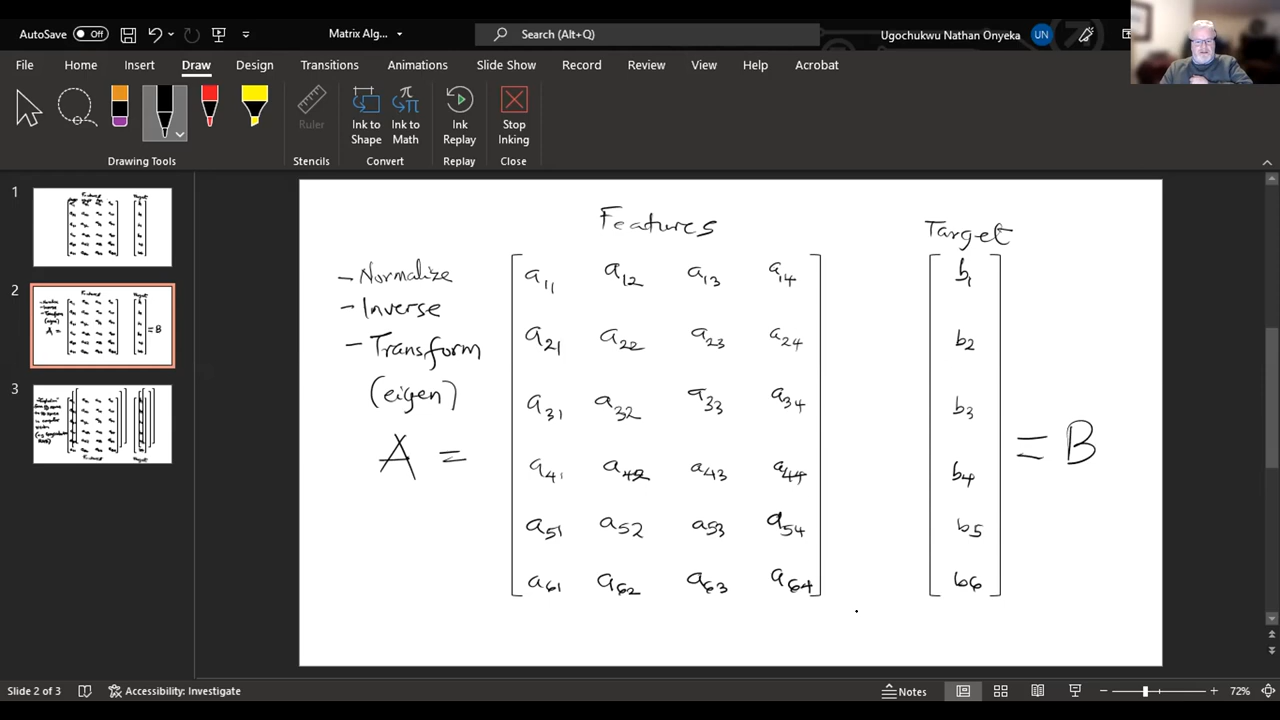 AutoSave Off Matrix Alg... Search (Alt+Q) Ugochukwu Nathan Onyeka UN
File Home Insert Draw Design Transitions Animations Slide Show Record Review View Help Acrobat
Ruler
Ink to Shape
Ink to Math
Ink Replay
Stop Inking
Drawing Tools Stencils Convert Replay Close
1
2
3
Features
Target
- Normalize
- Inverse
- Transform
(eigen)
A =
a11 a12 a13 a14
a21 a22 a23 a24
a31 a32 a33 a34
a41 a42 a43 a44
a51 a52 a53 a54
a61 a62 a63 a64
b1
b2
b3
b4
b5
b6
= B
Slide 2 of 3 Accessibility: Investigate Notes 72%